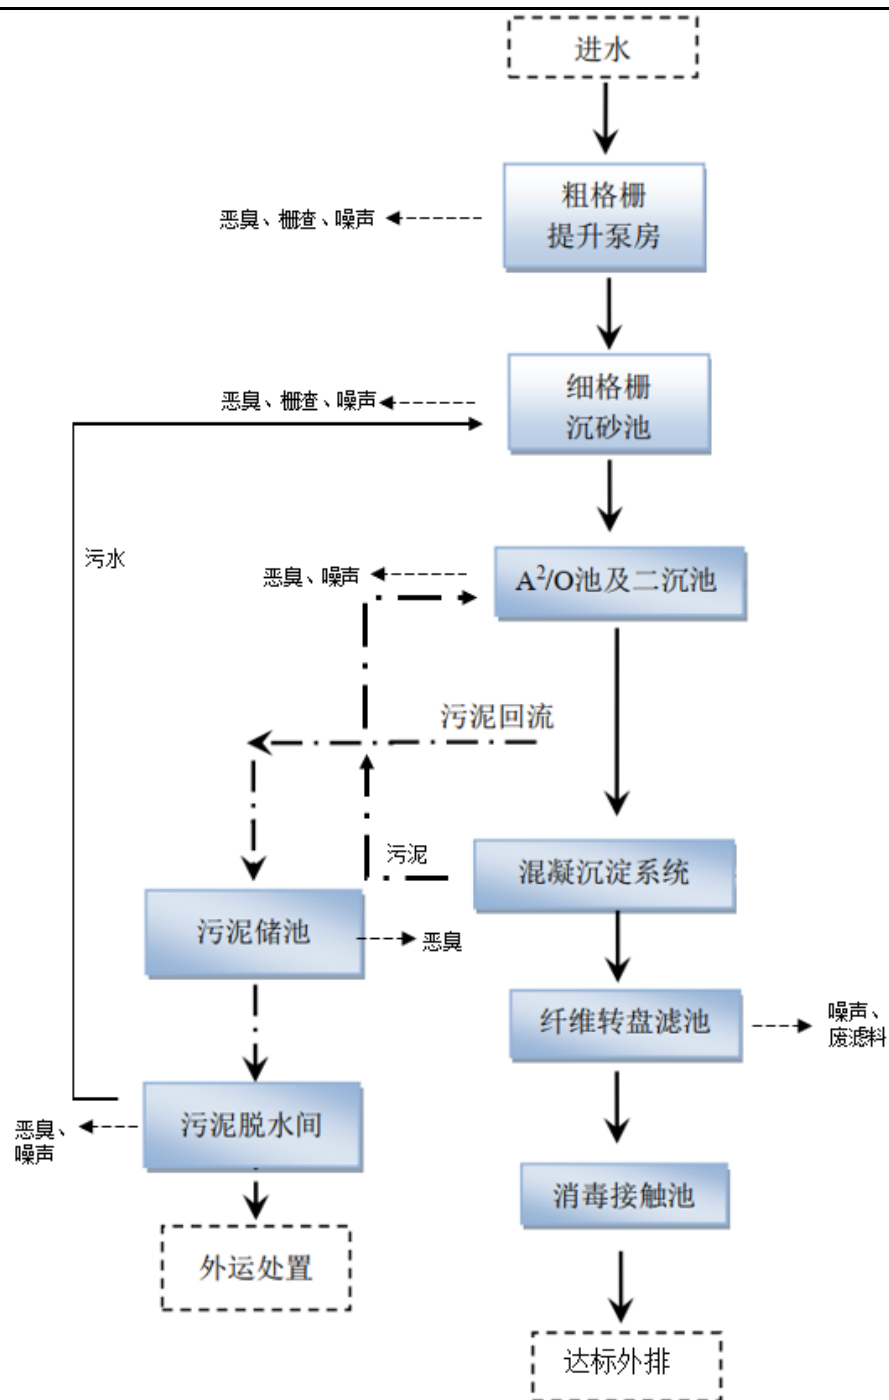 进水
粗格栅
提升泵房
恶臭、栅查、噪声
细格栅
沉砂池
恶臭、栅查、噪声
污水
A²/O池及二沉池
恶臭、噪声
污泥回流
污泥
混凝沉淀系统
污泥储池
恶臭
纤维转盘滤池
噪声、
废滤料
污泥脱水间
恶臭、
噪声
消毒接触池
外运处置
达标外排